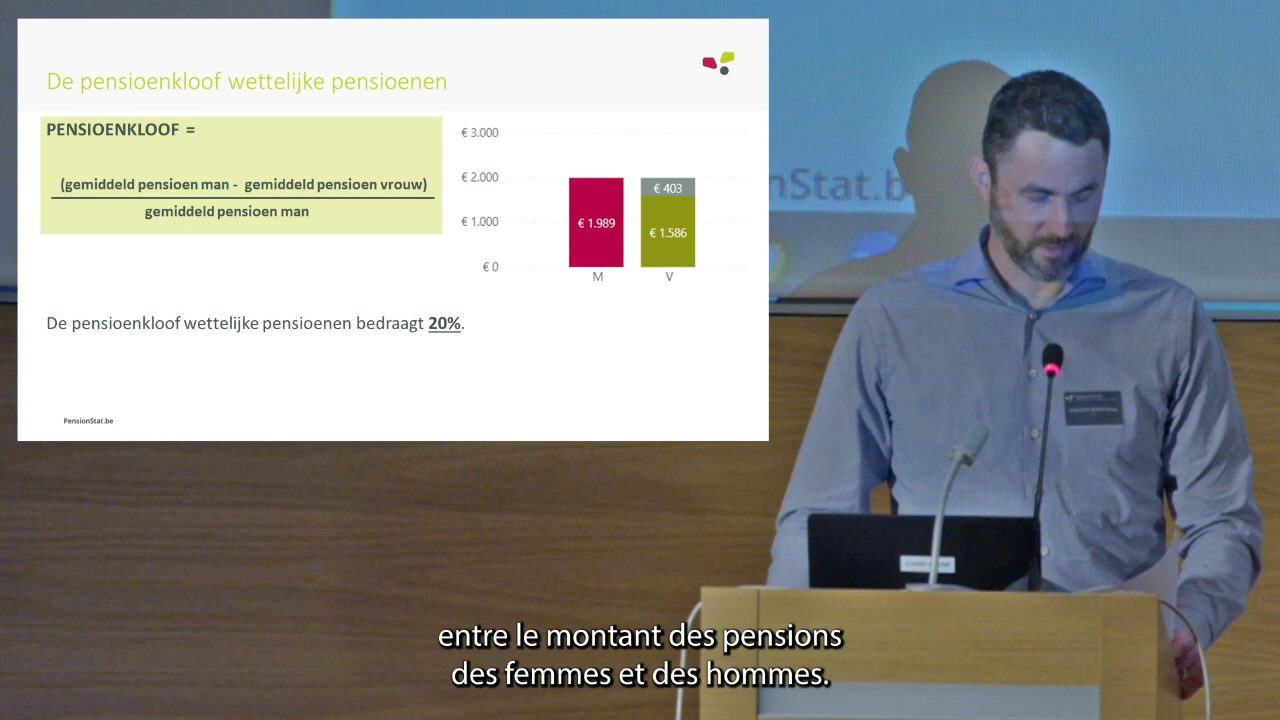 De pensioenkloof wettelijke pensioenen
PENSIOENKLOOF =
(gemiddeld pensioen man - gemiddeld pensioen vrouw)
gemiddeld pensioen man
€ 3.000
€ 2.000
€ 1.000
€ 0
€ 1.989
€ 403
€ 1.586
M
V
De pensioenkloof wettelijke pensioenen bedraagt 20%.
PensionStat.be
nStat.b
entre le montant des pensions
des femmes et des hommes.